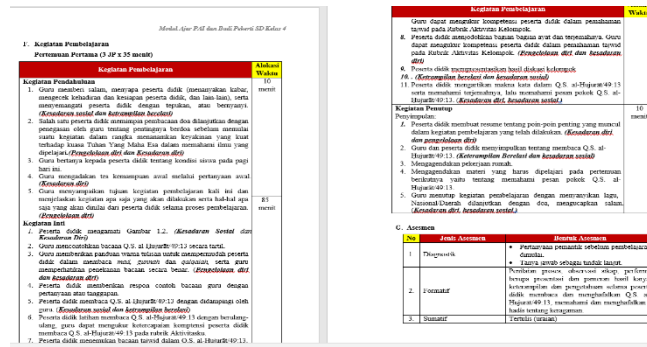 Modul Ajar PAI dan Budi Pekerti SD Kelas 4
F. Kegiatan Pembelajaran
Pertemuan Pertama (3 JP x 35 menit)
Kegiatan Pembelajaran
Alokasi
Waktu
Kegiatan Pendahuluan
10
menit
1. Guru memberi salam, menyapa peserta didik (menanyakan kabar,
mengecek kehadiran dan kesiapan peserta didik, dan lain-lain), serta
menyemangati peserta didik dengan tepukan, atau bernyanyi.
(Kesadaran sosial dan ketrampilan berelasi)
2. Salah satu peserta didik memimpin pembacaan doa dilanjutkan dengan
penegasan oleh guru tentang pentingnya berdoa sebelum memulai
suatu kegiatan dalam rangka menanamkan keyakinan yang kuat
terhadap kuasa Tuhan Yang Maha Esa dalam memahami ilmu yang
dipelajari.(Pengelolaan diri dan Kesadaran diri)
3. Guru bertanya kepada peserta didik tentang kondisi siswa pada pagi
hari ini.
(Kesadaran diri)
4. Guru mengadakan tes kemampuan awal melalui pertanyaan awal
(Kesadaran diri)
5. Guru menyampaikan tujuan kegiatan pembelajaran kali ini dan
menjelaskan kegiatan apa saja yang akan dilakukan serta hal-hal apa
saja yang akan dinilai dari peserta didik selama proses pembelajaran.
(Pengelolaan diri)
85
menit
Kegiatan Inti
1. Peserta didik mengamati Gambar 1.2. (Kesadaran Sosial dan
Kesadaran Diri)
2. Guru mencontohkan bacaan Q.S. al-Hujurāt/49:13 secara tartil.
3. Guru memberikan panduan warna tulisan untuk mempermudah peserta
didik dalam membaca mad, gunnah dan qalqalah, serta guru
memperhatikan penekanan bacaan secara benar. (Pengelolaan diri
dan kesadaran diri)
4. Peserta didik memberikan respon contoh bacaan guru dengan
pertanyaan atau tanggapan.
5. Peserta didik membaca Q.S. al-Hujurāt/49:13 dengan didampingi oleh
guru. (Kesadaran sosial dan ketrampilan berelasi)
6. Peserta didik latihan membaca Q.S. al-Hujurāt/49:13 dengan berulang-
ulang, guru dapat mengukur ketercapaian kompetensi peserta didik
membaca Q.S. al-Hujurāt/49:13 pada rubrik Aktivitasku.
7. Peserta didik menemukan bacaan tajwid dalam Q.S. al-Hujurāt/49:13.
Kegiatan Pembelajaran
Waktu
Guru dapat mengukur kompetensi peserta didik dalam pemahaman
tajwid pada Rubrik Aktivitas Kelompok.
8. Peserta didik menjodohkan bagian-bagian ayat dan terjemahnya. Guru
dapat mengukur kompetensi peserta didik dalam pemahaman tajwid
pada Rubrik Aktivitas Kelompok. (Pengelolaan diri dan kesadaran
diri)
9. Peserta didik mempresentasikan hasil diskusi kelompok
10. . (Ketrampilan berelasi dan kesadaran sosial)
11. Peserta didik mengartikan makna kata dalam Q.S. al-Hujurāt/49:13
serta memahami terjemahnya, lalu memahami pesan pokok Q.S. al-
Hujurāt/49:13. (Kesadaran diri, kesadaran sosial.)
Kegiatan Penutup
10
menit
Penyimpulan:
1. Peserta didik membuat resume tentang poin-poin penting yang muncul
dalam kegiatan pembelajaran yang telah dilakukan. (Kesadaran diri
dan pengelolaan diri)
2. Guru dan peserta didik menyimpulkan tentang membaca Q.S. al-
Hujurāt/49:13. (Keterampilan Berelasi dan kesadaran sosial)
3. Mengagendakan pekerjaan rumah.
4. Mengagendakan materi yang harus dipelajari pada pertemuan
berikutnya yaitu tentang memahami pesan pokok Q.S. al-
Hujurāt/49:13.
5. Guru menutup kegiatan pembelajaran dengan menyanyikan lagu,
Nasional/Daerah dilanjutkan dengan doa, mengucapkan salam.
(Kesadaran diri, kesadaran sosial.)
G. Asesmen
No
Jenis Asesmen
Bentuk Asesmen
1
Diagnostik
• Pertanyaan pemantik sebelum pembelajaran
dimulai.
• Tanya jawab sebagai tindak lanjut.
2.
Formatif
Penilaian proses, observasi sikap, performa
berupa presentasi dan pameran hasil karya
keterampilan dan pengetahuan selama proses
didik membaca dan menghafalkan Q.S. al-
Hujurāt/49:13, memahami dan menghafalkan
hadis tentang keragaman.
3.
Sumatif
Tertulis (uraian)